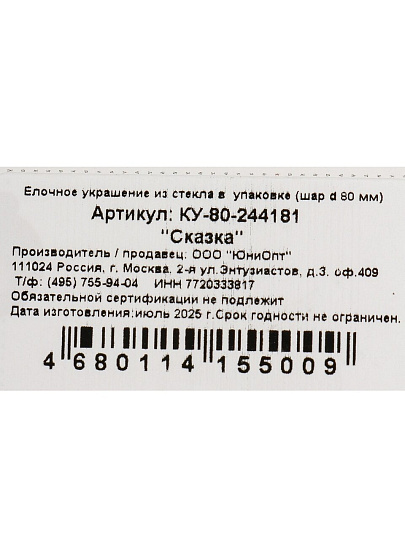 Елочное украшение из стекла в упаковке (шар d 80 мм)
Артикул: КУ-80-244181
"Сказка"
Производитель / продавец: ООО "ЮниОпт"
111024 Россия, г. Москва, 2-я ул.Энтузиастов, д.3. оф.409
Т/ф: (495) 755-94-04 ИНН 7720333817
Обязательной сертификации не подлежит
Дата изготовления:июль 2025 г.Срок годности не ограничен.
4 680114 155009